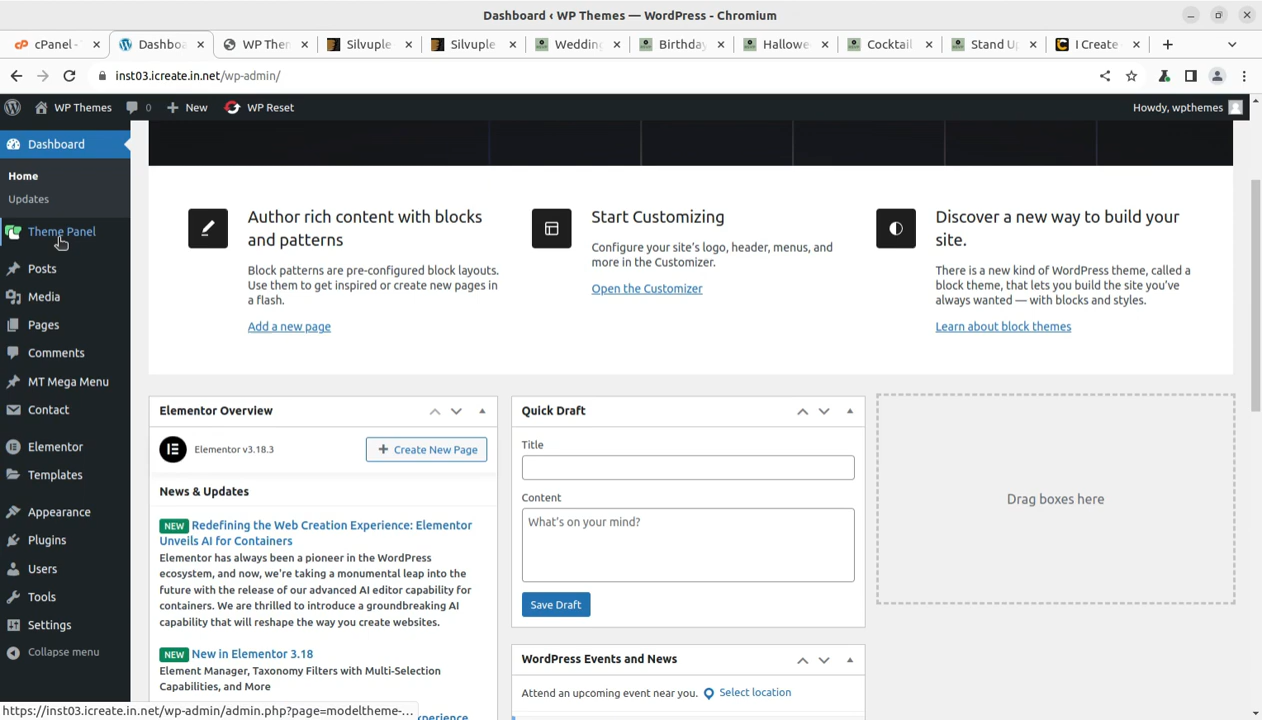 Dashboard ‹ WP Themes — WordPress - Chromium
cPanel -
Dashboa
WP Them
Silvuple
Silvuple
Weddin
Birthda
Hallowe
Cocktail
Stand U
I Create
inst03.icreate.in.net/wp-admin/
WP Themes
0
New
WP Reset
Howdy, wpthemes
Dashboard
Home
Updates
Theme Panel
Posts
Media
Pages
Comments
MT Mega Menu
Contact
Elementor
Templates
Appearance
Plugins
Users
Tools
Settings
Collapse menu
Author rich content with blocks
and patterns
Block patterns are pre-configured block layouts.
Use them to get inspired or create new pages in
a flash.
Add a new page
Start Customizing
Configure your site's logo, header, menus, and
more in the Customizer.
Open the Customizer
Discover a new way to build your
site.
There is a new kind of WordPress theme, called a
block theme, that lets you build the site you've
always wanted — with blocks and styles.
Learn about block themes
Elementor Overview
Elementor v3.18.3
+ Create New Page
News & Updates
NEW Redefining the Web Creation Experience: Elementor
Unveils AI for Containers
Elementor has always been a pioneer in the WordPress
ecosystem, and now, we're taking a monumental leap into the
future with the release of our advanced AI editor capability for
containers. We are thrilled to introduce a groundbreaking AI
capability that will reshape the way you create websites.
NEW New in Elementor 3.18
Element Manager, Taxonomy Filters with Multi-Selection
Capabilities, and More
xperience
Quick Draft
Title
Content
What's on your mind?
Save Draft
WordPress Events and News
Attend an upcoming event near you. Select location
Drag boxes here
https://inst03.icreate.in.net/wp-admin/admin.php?page=modeltheme-...